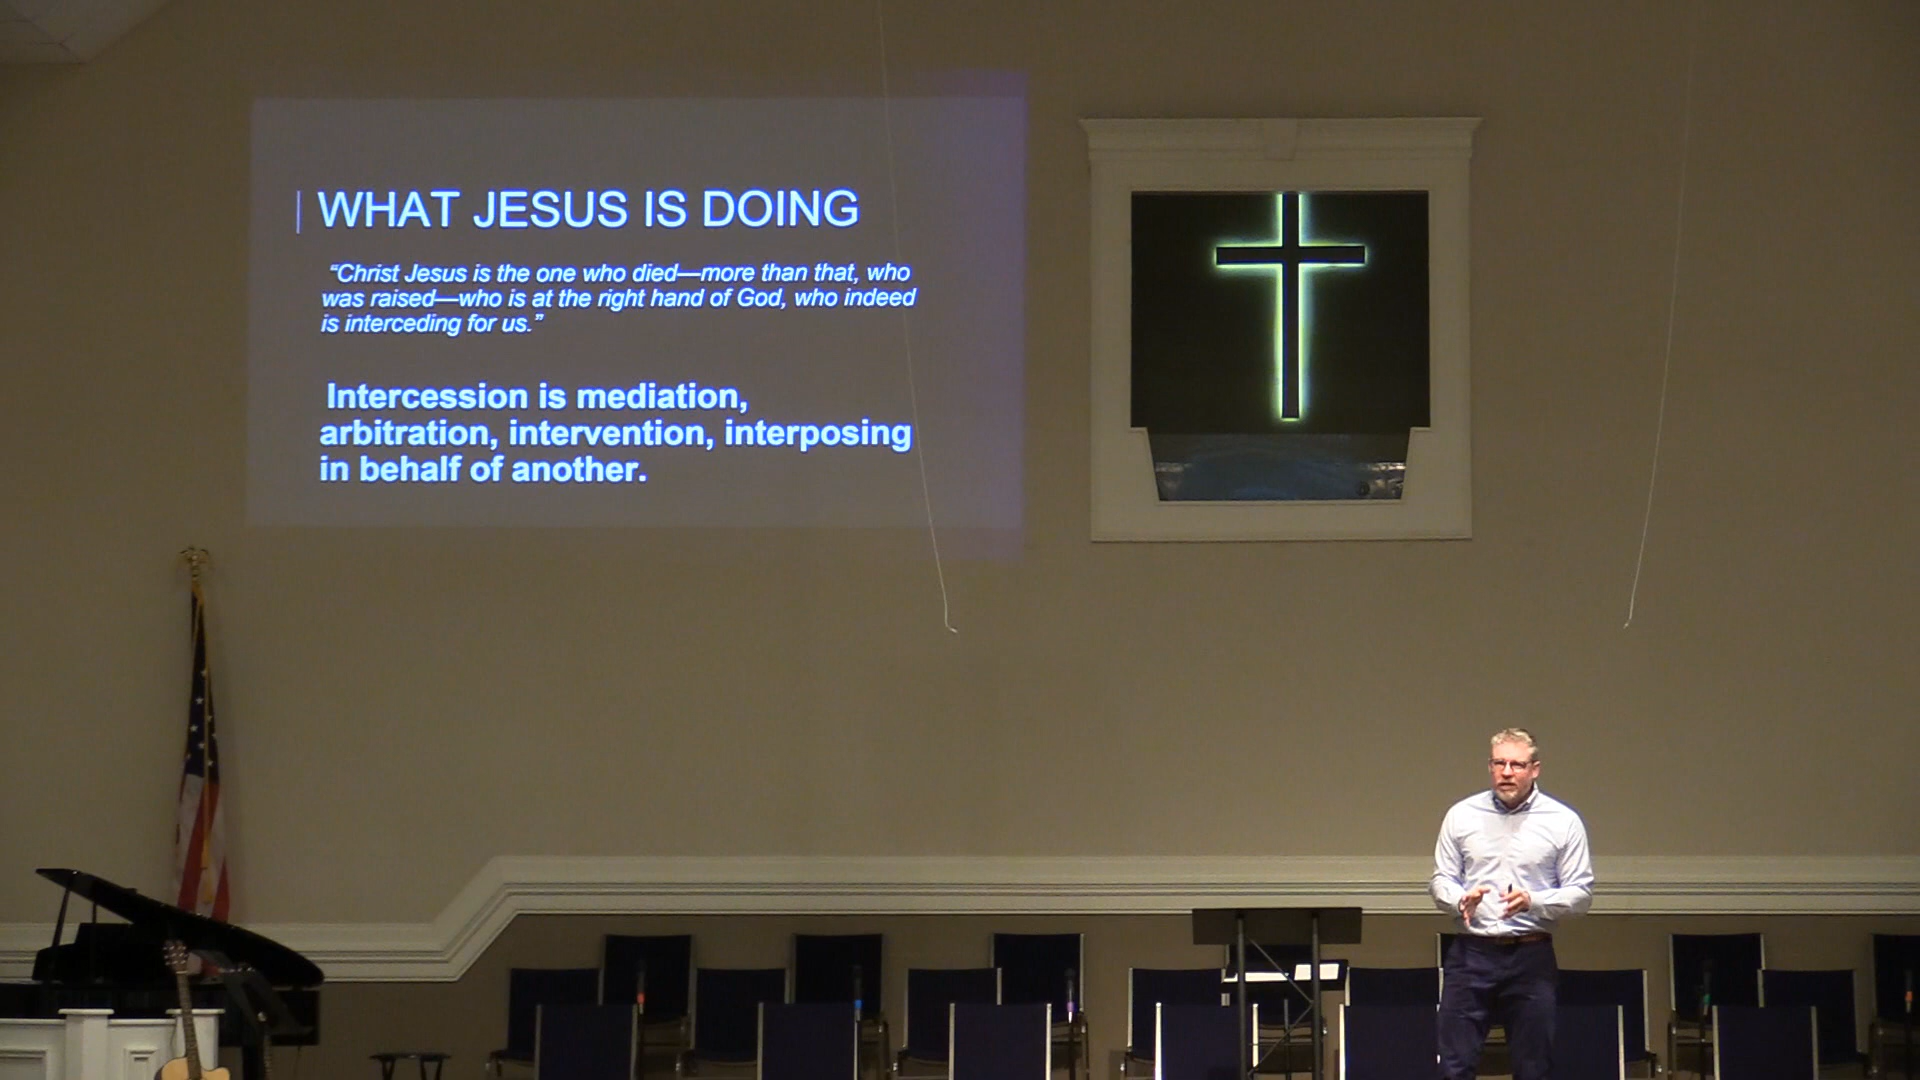 WHAT JESUS IS DOING
“Christ Jesus is the one who died—more than that, who
was raised—who is at the right hand of God, who indeed
is interceding for us.”
Intercession is mediation,
arbitration, intervention, interposing
in behalf of another.